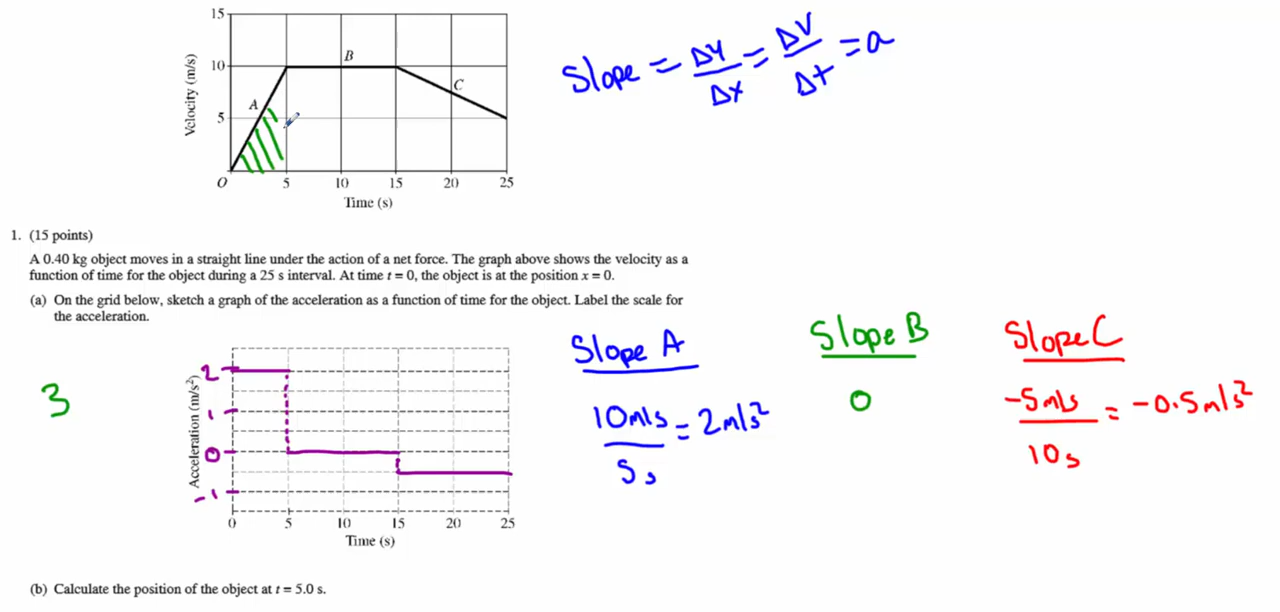 15
10
5
Velocity (m/s)
A
B
C
O 5 10 15 20 25
Time (s)
Slope = ΔY/ΔX = ΔV/Δt = a
1. (15 points)
A 0.40 kg object moves in a straight line under the action of a net force. The graph above shows the velocity as a
function of time for the object during a 25 s interval. At time t = 0, the object is at the position x = 0.
(a) On the grid below, sketch a graph of the acceleration as a function of time for the object. Label the scale for
the acceleration.
3
Acceleration (m/s²)
2
1
0
-1
0 5 10 15 20 25
Time (s)
Slope A
10m/s / 5s = 2m/s²
Slope B
0
Slope C
-5m/s / 10s = -0.5m/s²
(b) Calculate the position of the object at t = 5.0 s.